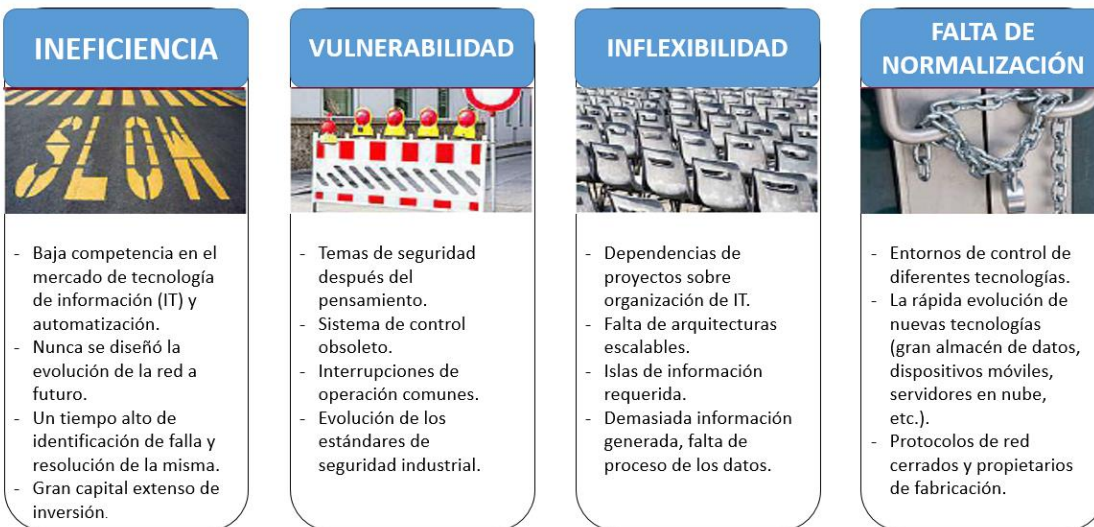 INEFICIENCIA
SLOW
- Baja competencia en el
mercado de tecnología
de información (IT) y
automatización.
- Nunca se diseñó la
evolución de la red a
futuro.
- Un tiempo alto de
identificación de falla y
resolución de la misma.
- Gran capital extenso de
inversión.
VULNERABILIDAD
- Temas de seguridad
después del
pensamiento.
- Sistema de control
obsoleto.
- Interrupciones de
operación comunes.
- Evolución de los
estándares de
seguridad industrial.
INFLEXIBILIDAD
- Dependencias de
proyectos sobre
organización de IT.
- Falta de arquitecturas
escalables.
- Islas de información
requerida.
- Demasiada información
generada, falta de
proceso de los datos.
FALTA DE
NORMALIZACIÓN
- Entornos de control de
diferentes tecnologías.
- La rápida evolución de
nuevas tecnologías
(gran almacén de datos,
dispositivos móviles,
servidores en nube,
etc.).
- Protocolos de red
cerrados y propietarios
de fabricación.